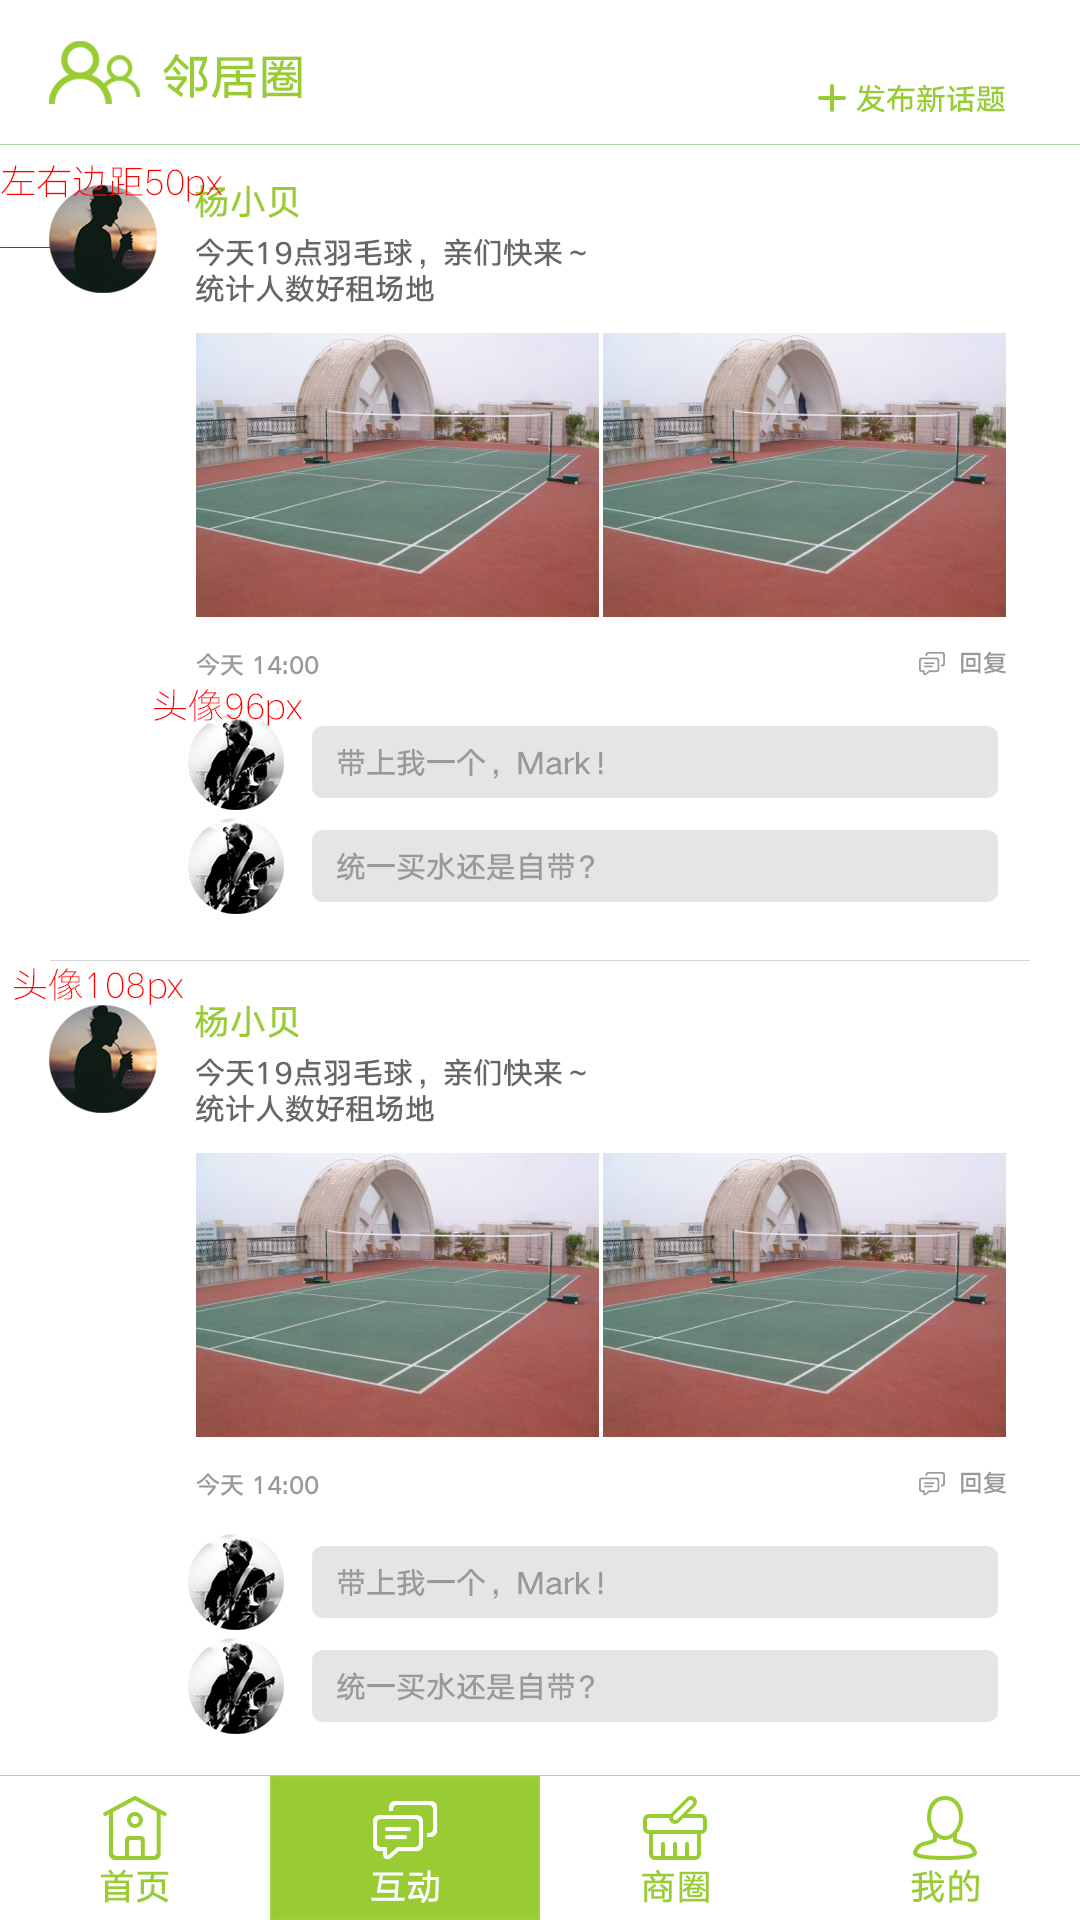 邻居圈
+ 发布新话题
左右边距50px
杨小贝
今天19点羽毛球，亲们快来～
统计人数好租场地
今天 14:00
回复
头像96px
带上我一个，Mark！
统一买水还是自带？
头像108px
杨小贝
今天19点羽毛球，亲们快来～
统计人数好租场地
今天 14:00
回复
带上我一个，Mark！
统一买水还是自带？
首页
互动
商圈
我的